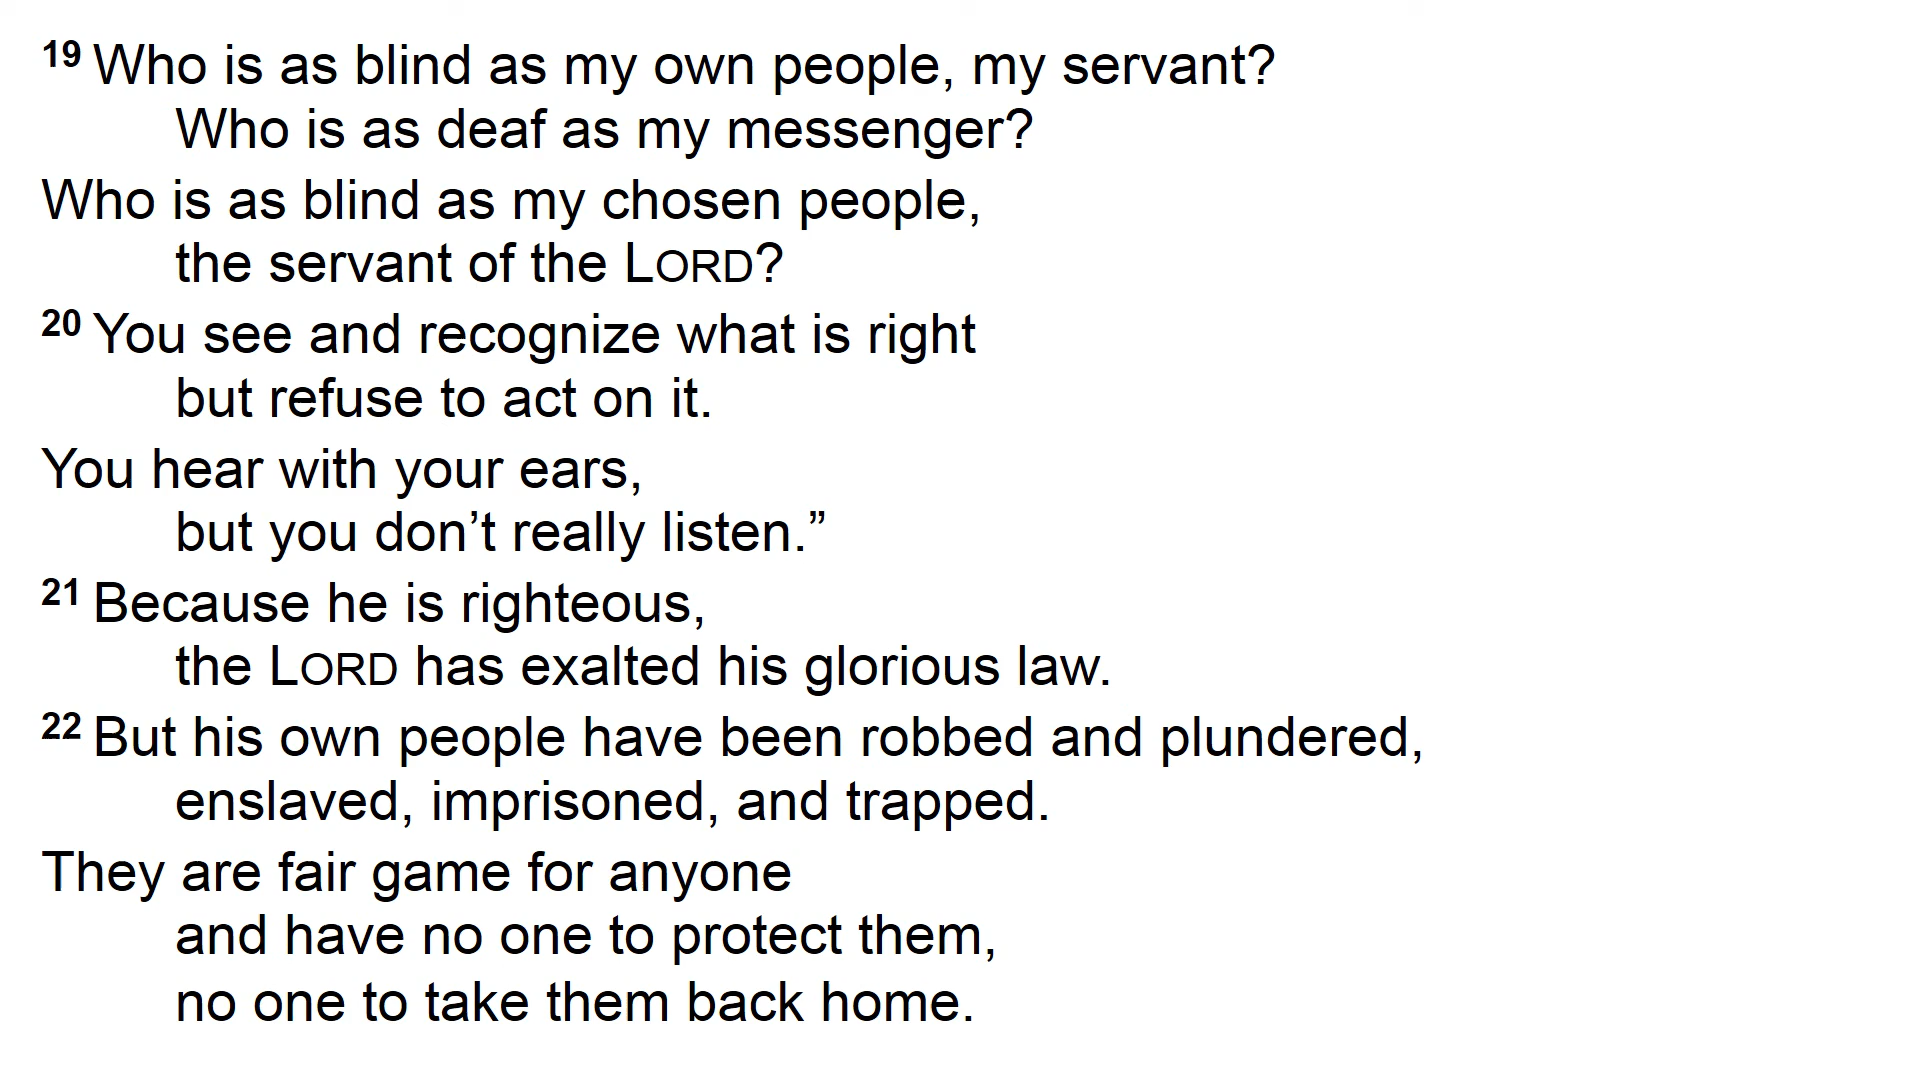 19 Who is as blind as my own people, my servant?
Who is as deaf as my messenger?
Who is as blind as my chosen people,
the servant of the LORD?
20 You see and recognize what is right
but refuse to act on it.
You hear with your ears,
but you don’t really listen.”
21 Because he is righteous,
the LORD has exalted his glorious law.
22 But his own people have been robbed and plundered,
enslaved, imprisoned, and trapped.
They are fair game for anyone
and have no one to protect them,
no one to take them back home.